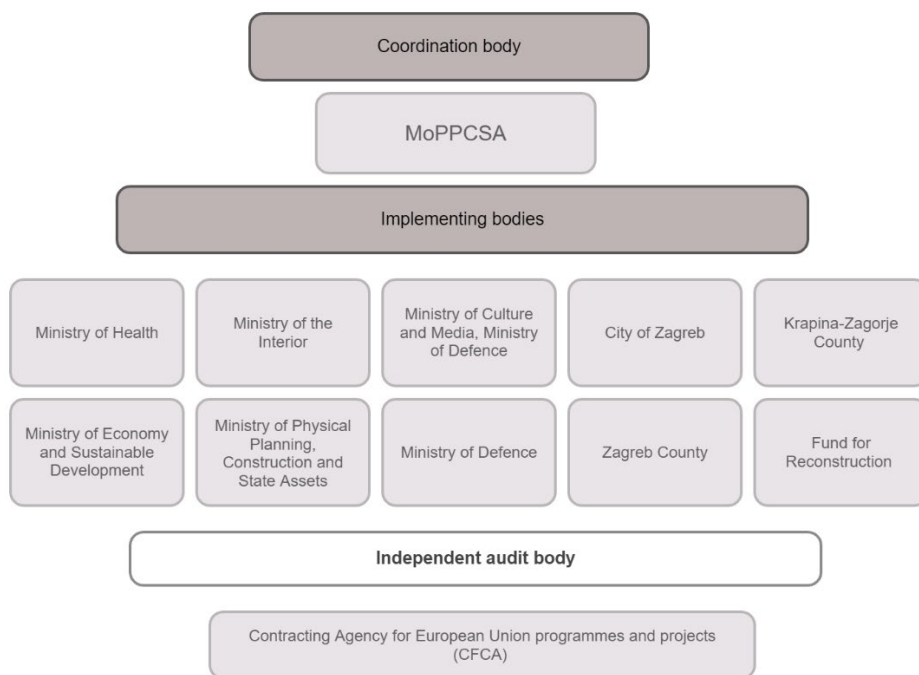 Coordination body
MoPPCSA
Implementing bodies
Ministry of Health
Ministry of the
Interior
Ministry of Culture
and Media, Ministry
of Defence
City of Zagreb
Krapina-Zagorje
County
Ministry of Economy
and Sustainable
Development
Ministry of Physical
Planning,
Construction and
State Assets
Ministry of Defence
Zagreb County
Fund for
Reconstruction
Independent audit body
Contracting Agency for European Union programmes and projects
(CFCA)